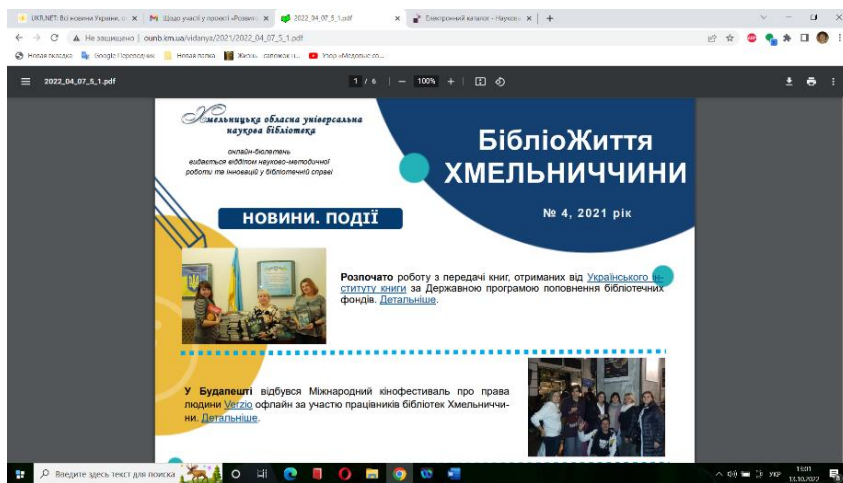 UKR.NET: Всі новини України, о
Щодо участі у проекті «Розвит
2022_04_07_5_1.pdf
Електронний каталог - Науков
Не защищено | ounb.km.ua/vidanya/2021/2022_04_07_5_1.pdf
Новая вкладка
Google Переводчик
Новая папка
2022_04_07_5_1.pdf
1 / 6
100%
Хмельницька обласна універсальна
наукова бібліотека
онлайн-бюлетень
видається відділом науково-методичної
роботи та інновацій у бібліотечній справі
БібліоЖиття
ХМЕЛЬНИЧЧИНИ
№ 4, 2021 рік
НОВИНИ. ПОДІЇ
Розпочато роботу з передачі книг, отриманих від Українського ін-
ституту книги за Державною програмою поповнення бібліотечних
фондів. Детальніше.
У Будапешті відбувся Міжнародний кінофестиваль про права
людини Verzio офлайн за участю працівників бібліотек Хмельниччи-
ни. Детальніше.
Введите здесь текст для поиска
УКР
13.10.2022